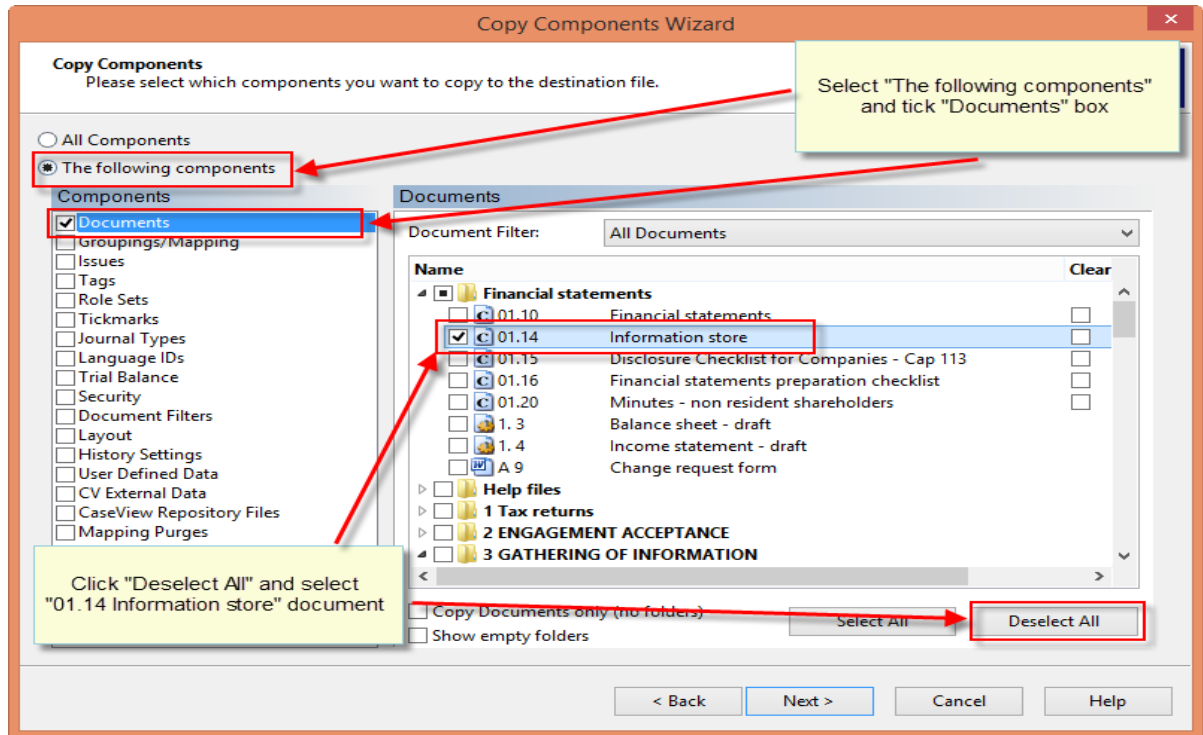 Copy Components Wizard
Copy Components
Please select which components you want to copy to the destination file.
Select "The following components"
and tick "Documents" box
All Components
The following components
Components
Documents
Groupings/Mapping
Issues
Tags
Role Sets
Tickmarks
Journal Types
Language IDs
Trial Balance
Security
Document Filters
Layout
History Settings
User Defined Data
CV External Data
CaseView Repository Files
Mapping Purges
Documents
Document Filter: All Documents
Name Clear
Financial statements
01.10 Financial statements
01.14 Information store
01.15 Disclosure Checklist for Companies - Cap 113
01.16 Financial statements preparation checklist
01.20 Minutes - non resident shareholders
1. 3 Balance sheet - draft
1. 4 Income statement - draft
A 9 Change request form
Help files
1 Tax returns
2 ENGAGEMENT ACCEPTANCE
3 GATHERING OF INFORMATION
Click "Deselect All" and select
"01.14 Information store" document
Copy Documents only (no folders)
Show empty folders
Select All Deselect All
< Back Next > Cancel Help